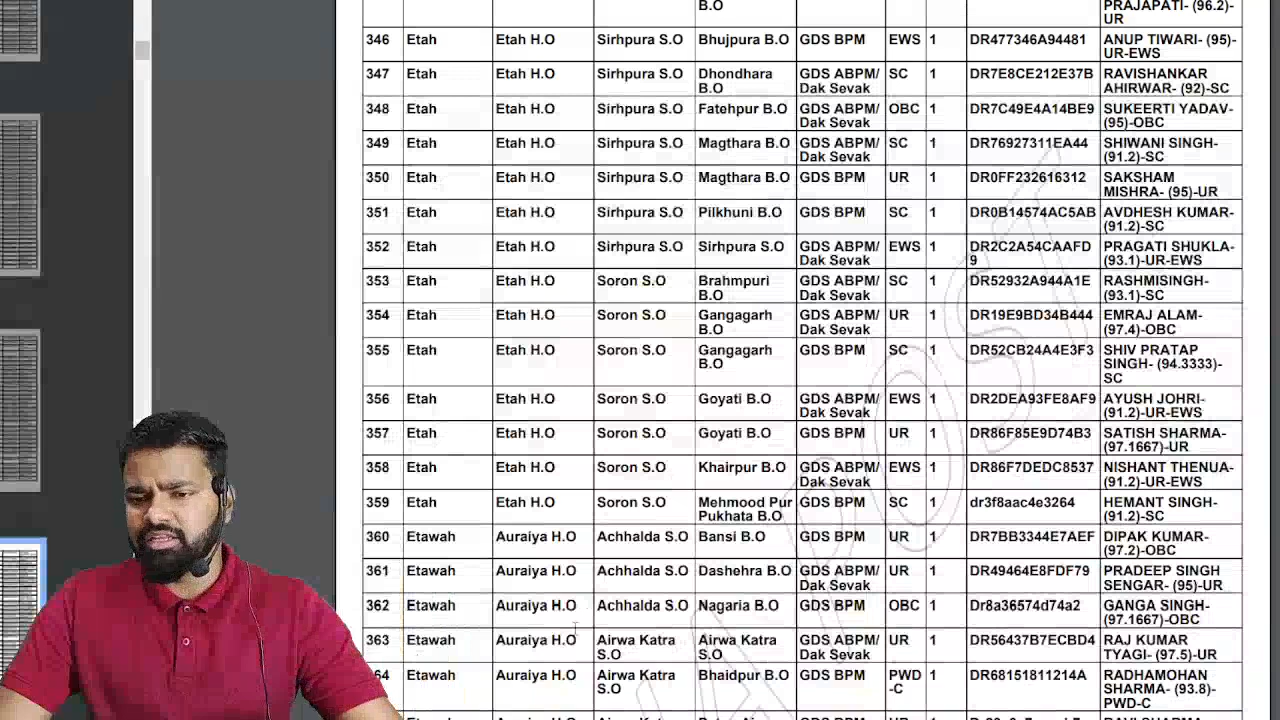 B.O PRAJAPATI- (96.2)-
UR
346 Etah Etah H.O Sirhpura S.O Bhujpura B.O GDS BPM EWS 1 DR477346A94481 ANUP TIWARI- (95)-
UR-EWS
347 Etah Etah H.O Sirhpura S.O Dhondhara GDS ABPM/ SC 1 DR7E8CE212E37B RAVISHANKAR
B.O Dak Sevak AHIRWAR- (92)-SC
348 Etah Etah H.O Sirhpura S.O Fatehpur B.O GDS ABPM/ OBC 1 DR7C49E4A14BE9 SUKEERTI YADAV-
Dak Sevak (95)-OBC
349 Etah Etah H.O Sirhpura S.O Magthara B.O GDS ABPM/ SC 1 DR76927311EA44 SHIWANI SINGH-
Dak Sevak (91.2)-SC
350 Etah Etah H.O Sirhpura S.O Magthara B.O GDS BPM UR 1 DR0FF232616312 SAKSHAM
MISHRA- (95)-UR
351 Etah Etah H.O Sirhpura S.O Pilkhuni B.O GDS BPM SC 1 DR0B14574AC5AB AVDHESH KUMAR-
(91.2)-SC
352 Etah Etah H.O Sirhpura S.O Sirhpura S.O GDS ABPM/ EWS 1 DR2C2A54CAAFD PRAGATI SHUKLA-
Dak Sevak 9 (93.1)-UR-EWS
353 Etah Etah H.O Soron S.O Brahmpuri GDS ABPM/ SC 1 DR52932A944A1E RASHMISINGH-
B.O Dak Sevak (93.1)-SC
354 Etah Etah H.O Soron S.O Gangagarh GDS ABPM/ UR 1 DR19E9BD34B444 EMRAJ ALAM-
B.O Dak Sevak (97.4)-OBC
355 Etah Etah H.O Soron S.O Gangagarh GDS BPM SC 1 DR52CB24A4E3F3 SHIV PRATAP
B.O SINGH- (94.3333)-
SC
356 Etah Etah H.O Soron S.O Goyati B.O GDS ABPM/ EWS 1 DR2DEA93FE8AF9 AYUSH JOHRI-
Dak Sevak (91.2)-UR-EWS
357 Etah Etah H.O Soron S.O Goyati B.O GDS BPM UR 1 DR86F85E9D74B3 SATISH SHARMA-
(97.1667)-UR
358 Etah Etah H.O Soron S.O Khairpur B.O GDS ABPM/ EWS 1 DR86F7DEDC8537 NISHANT THENUA-
Dak Sevak (91.2)-UR-EWS
359 Etah Etah H.O Soron S.O Mehmood Pur GDS BPM SC 1 dr3f8aac4e3264 HEMANT SINGH-
Pukhata B.O (91.2)-SC
360 Etawah Auraiya H.O Achhalda S.O Bansi B.O GDS BPM UR 1 DR7BB3344E7AEF DIPAK KUMAR-
(97.2)-OBC
361 Etawah Auraiya H.O Achhalda S.O Dashehra B.O GDS ABPM/ UR 1 DR49464E8FDF79 PRADEEP SINGH
Dak Sevak SENGAR- (95)-UR
362 Etawah Auraiya H.O Achhalda S.O Nagaria B.O GDS BPM OBC 1 Dr8a36574d74a2 GANGA SINGH-
(97.1667)-OBC
363 Etawah Auraiya H.O Airwa Katra Airwa Katra GDS ABPM/ UR 1 DR56437B7ECBD4 RAJ KUMAR
S.O S.O Dak Sevak TYAGI- (97.5)-UR
64 Etawah Auraiya H.O Airwa Katra Bhaidpur B.O GDS BPM PWD 1 DR68151811214A RADHAMOHAN
S.O -C SHARMA- (93.8)-
PWD-C